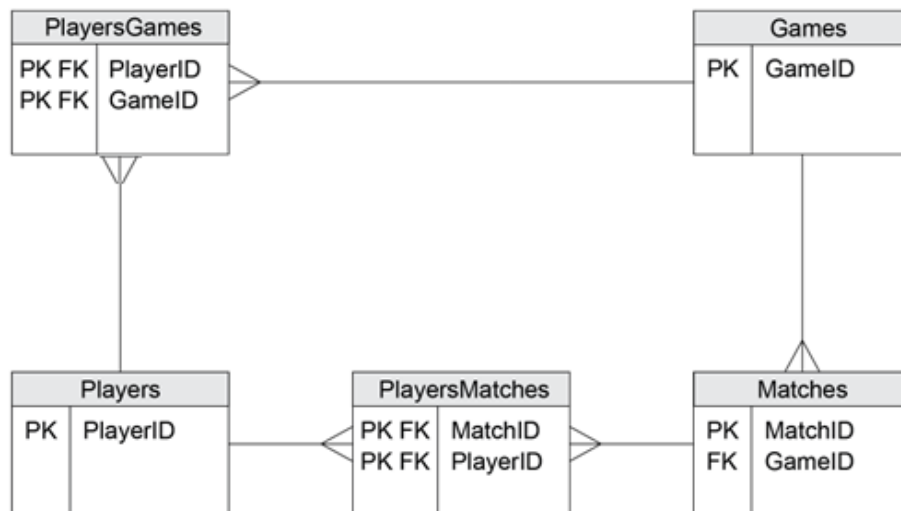 PlayersGames
PK FK PlayerID
PK FK GameID
Games
PK GameID
Players
PK PlayerID
PlayersMatches
PK FK MatchID
PK FK PlayerID
Matches
PK MatchID
FK GameID